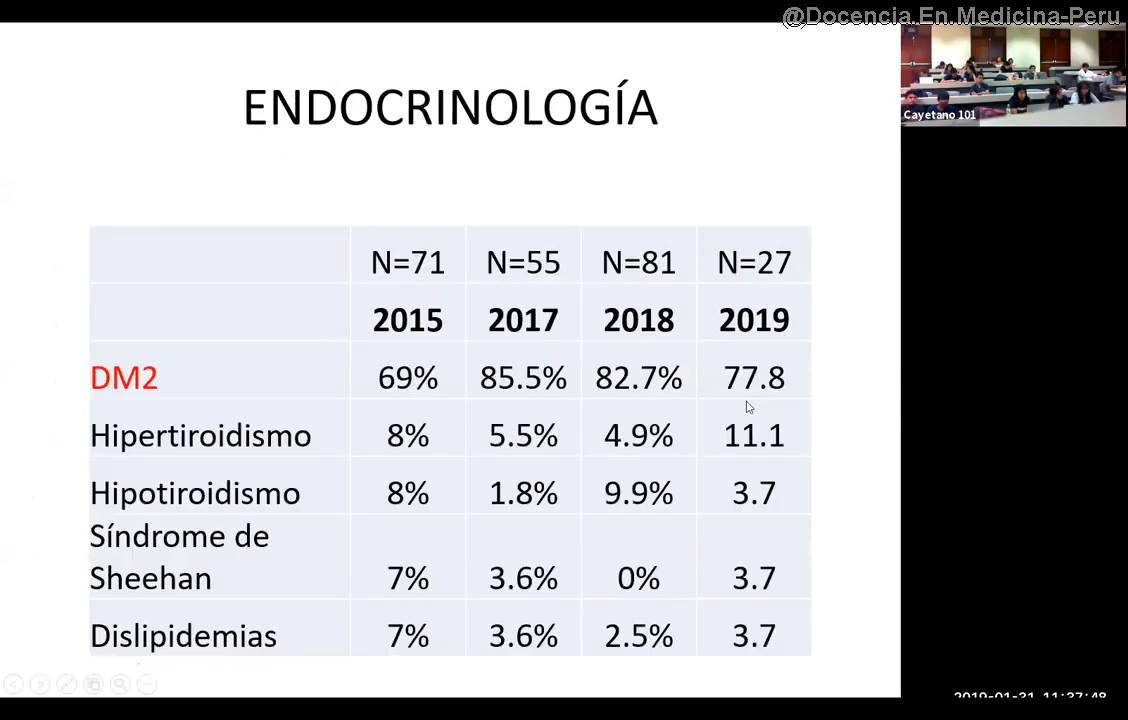 @Docencia.En.Medicina-Peru
Cayetano 101
ENDOCRINOLOGÍA
N=71 N=55 N=81 N=27
2015 2017 2018 2019
DM2 69% 85.5% 82.7% 77.8
Hipertiroidismo 8% 5.5% 4.9% 11.1
Hipotiroidismo 8% 1.8% 9.9% 3.7
Síndrome de
Sheehan 7% 3.6% 0% 3.7
Dislipidemias 7% 3.6% 2.5% 3.7
2019-01-31 11:37:48